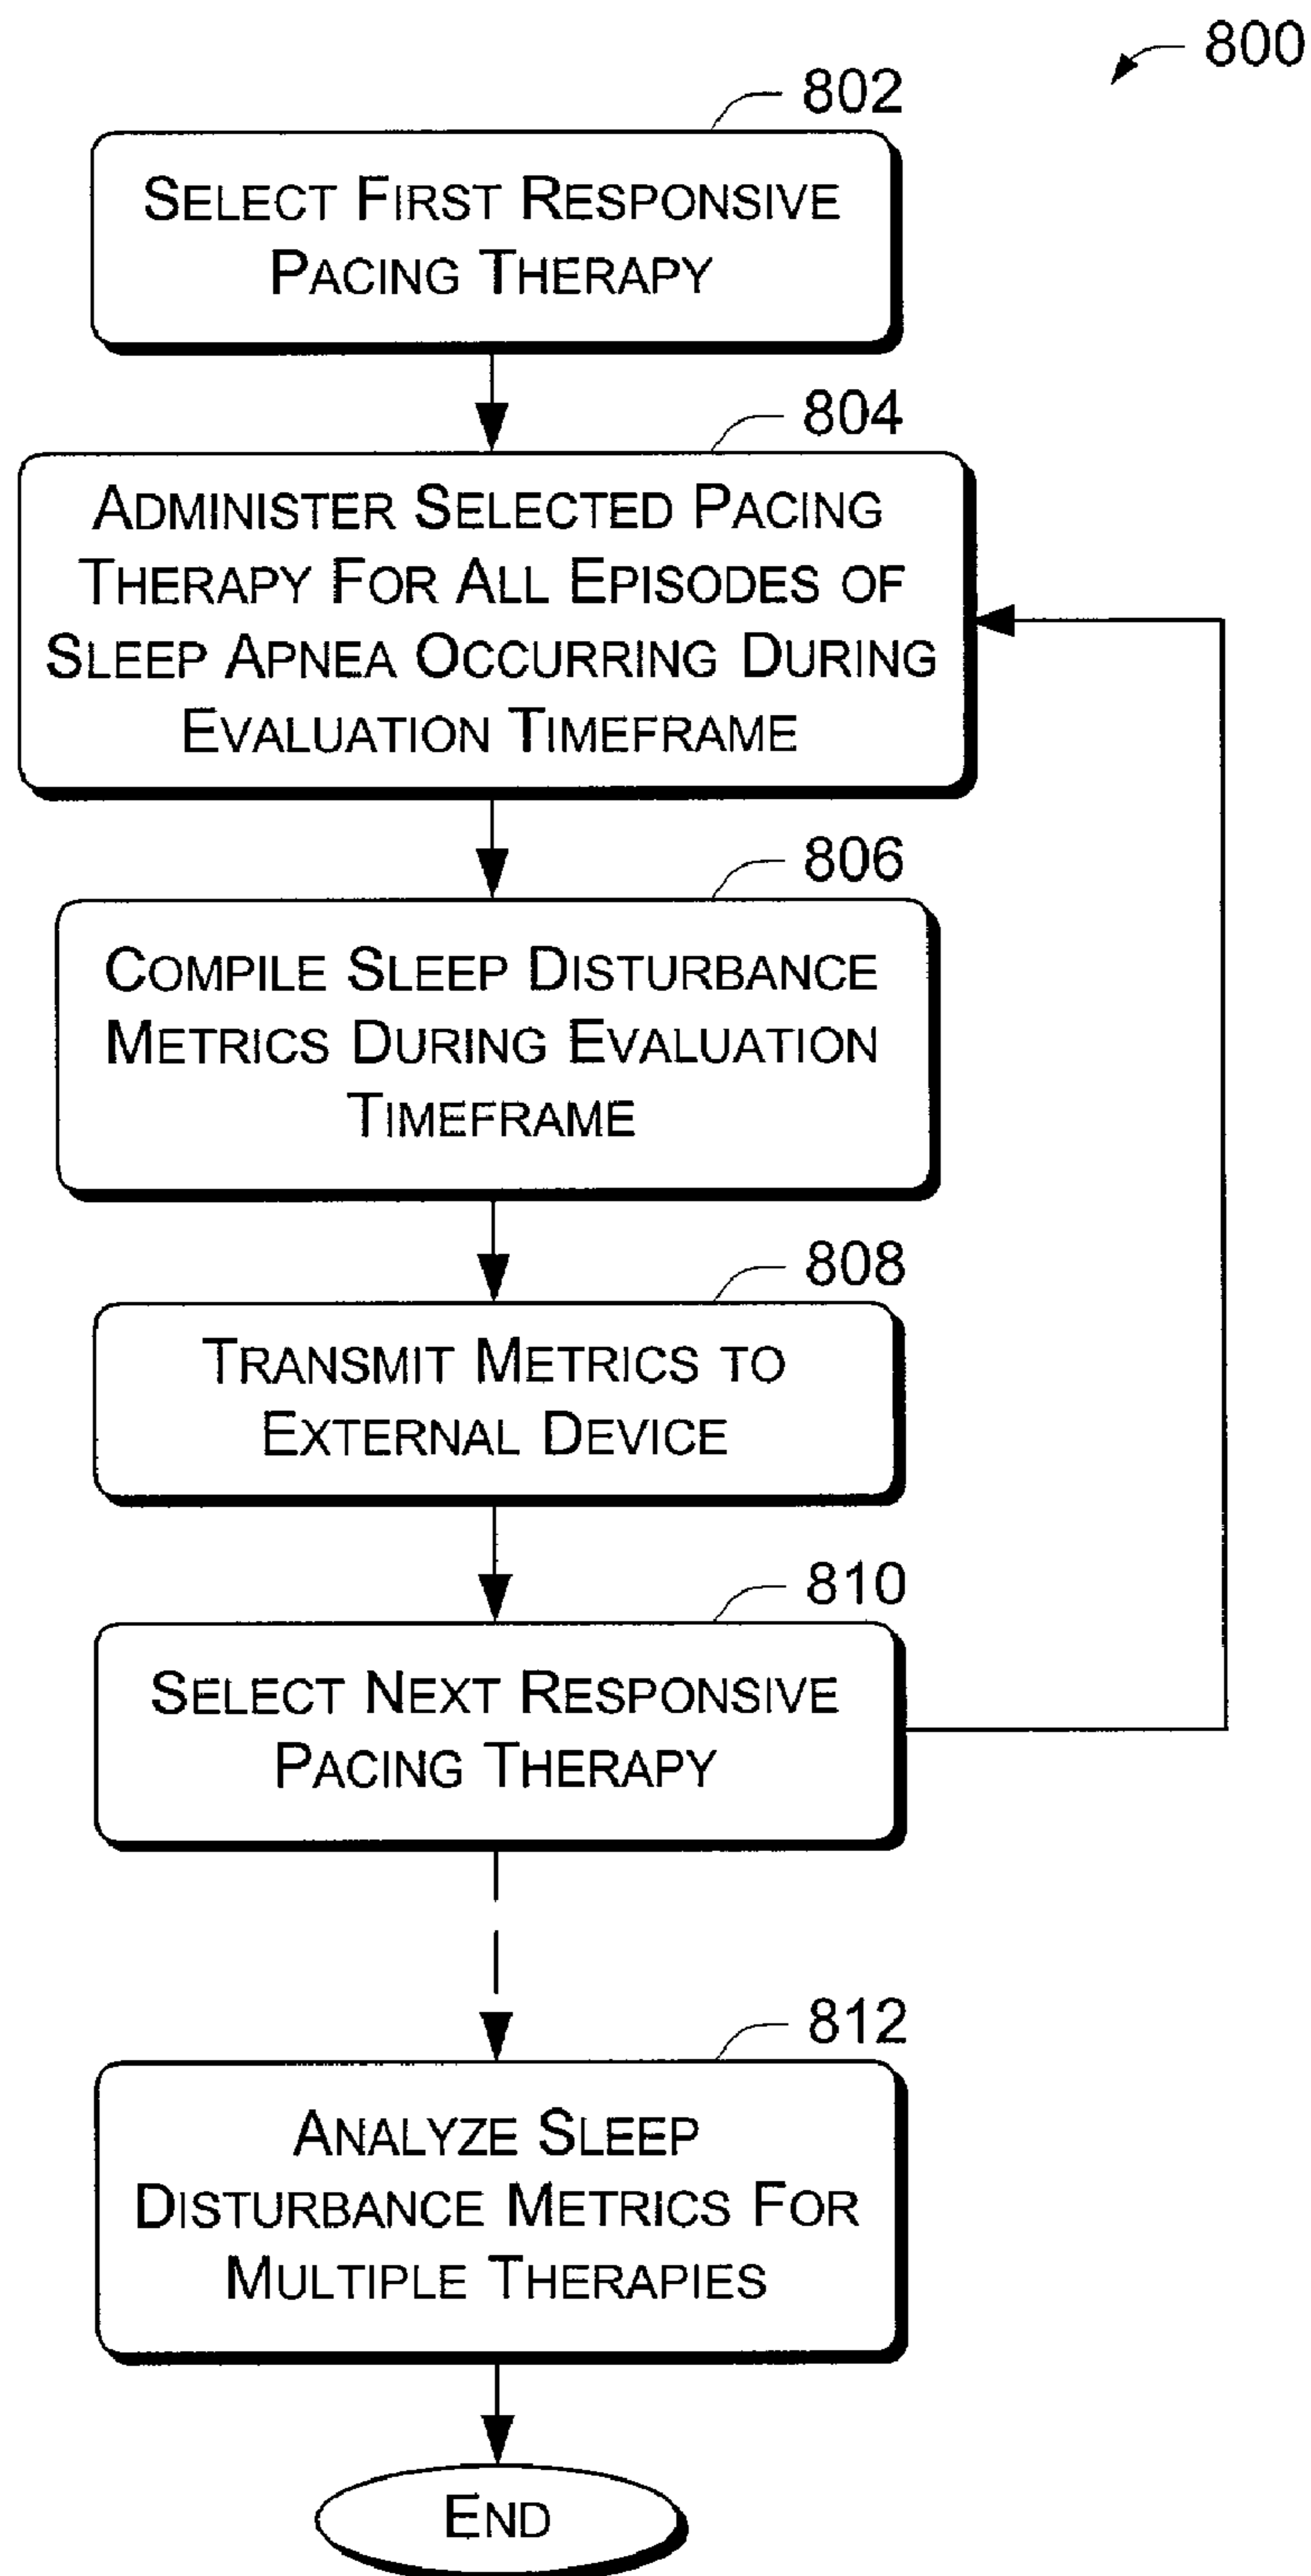 800
802
SELECT FIRST RESPONSIVE
PACING THERAPY
804
ADMINISTER SELECTED PACING
THERAPY FOR ALL EPISODES OF
SLEEP APNEA OCCURRING DURING
EVALUATION TIMEFRAME
806
COMPILE SLEEP DISTURBANCE
METRICS DURING EVALUATION
TIMEFRAME
808
TRANSMIT METRICS TO
EXTERNAL DEVICE
810
SELECT NEXT RESPONSIVE
PACING THERAPY
812
ANALYZE SLEEP
DISTURBANCE METRICS FOR
MULTIPLE THERAPIES
END